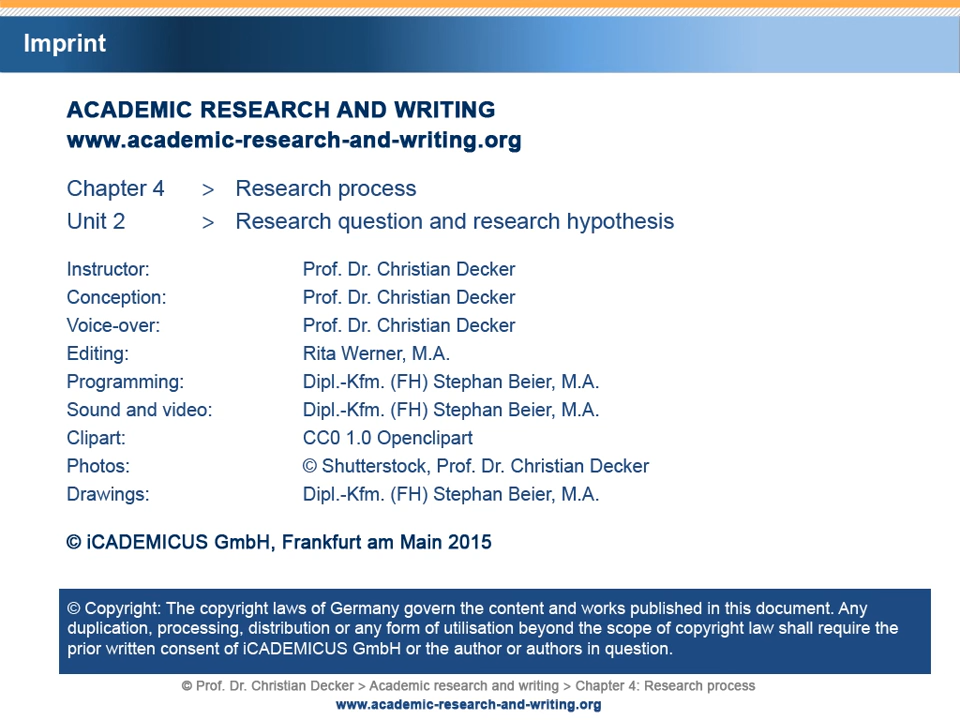 Imprint
ACADEMIC RESEARCH AND WRITING
www.academic-research-and-writing.org
Chapter 4 > Research process
Unit 2 > Research question and research hypothesis
Instructor: Prof. Dr. Christian Decker
Conception: Prof. Dr. Christian Decker
Voice-over: Prof. Dr. Christian Decker
Editing: Rita Werner, M.A.
Programming: Dipl.-Kfm. (FH) Stephan Beier, M.A.
Sound and video: Dipl.-Kfm. (FH) Stephan Beier, M.A.
Clipart: CC0 1.0 Openclipart
Photos: © Shutterstock, Prof. Dr. Christian Decker
Drawings: Dipl.-Kfm. (FH) Stephan Beier, M.A.
© iCADEMICUS GmbH, Frankfurt am Main 2015
© Copyright: The copyright laws of Germany govern the content and works published in this document. Any
duplication, processing, distribution or any form of utilisation beyond the scope of copyright law shall require the
prior written consent of iCADEMICUS GmbH or the author or authors in question.
© Prof. Dr. Christian Decker > Academic research and writing > Chapter 4: Research process
www.academic-research-and-writing.org